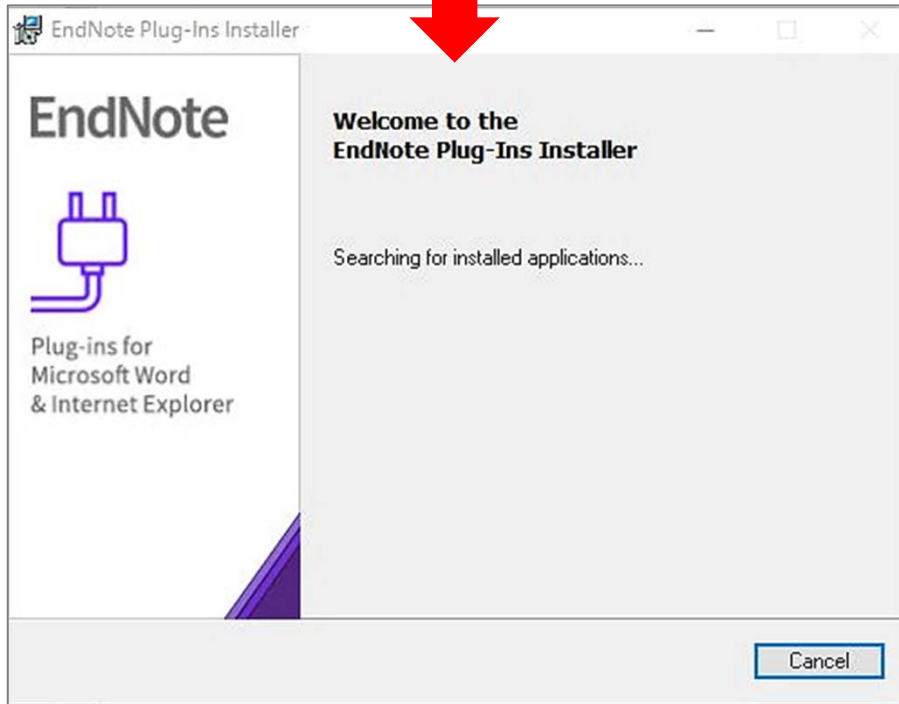 EndNote Plug-Ins Installer
EndNote
Welcome to the
EndNote Plug-Ins Installer
Searching for installed applications...
Plug-ins for
Microsoft Word
& Internet Explorer
Cancel